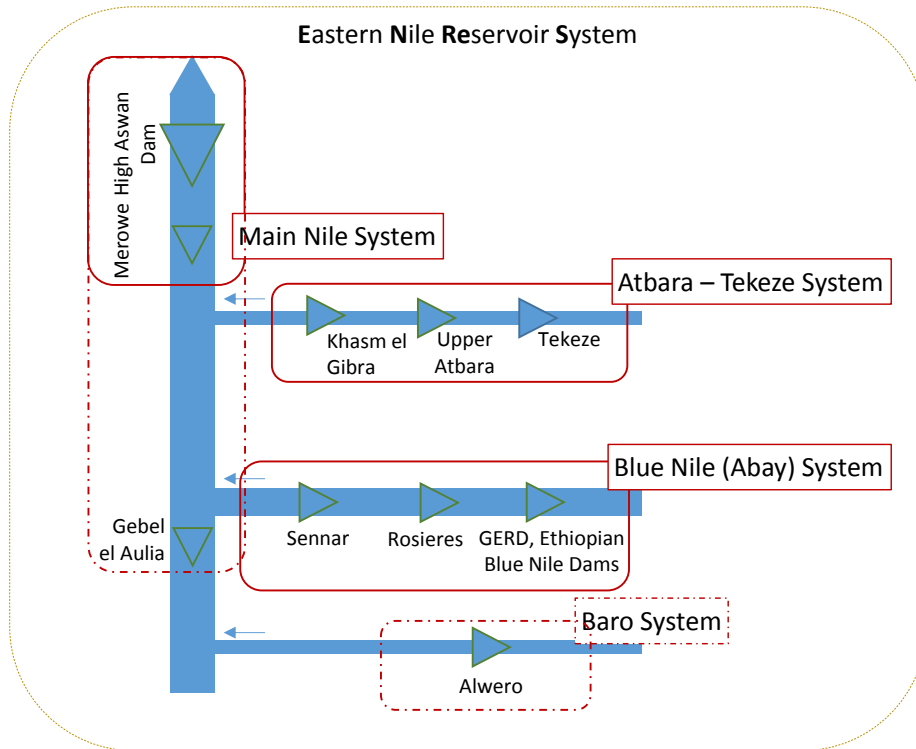 Eastern Nile Reservoir System
Merowe High Aswan
Dam
Main Nile System
Atbara – Tekeze System
Khasm el
Gibra
Upper
Atbara
Tekeze
Blue Nile (Abay) System
Gebel
el Aulia
Sennar
Rosieres
GERD, Ethiopian
Blue Nile Dams
Baro System
Alwero